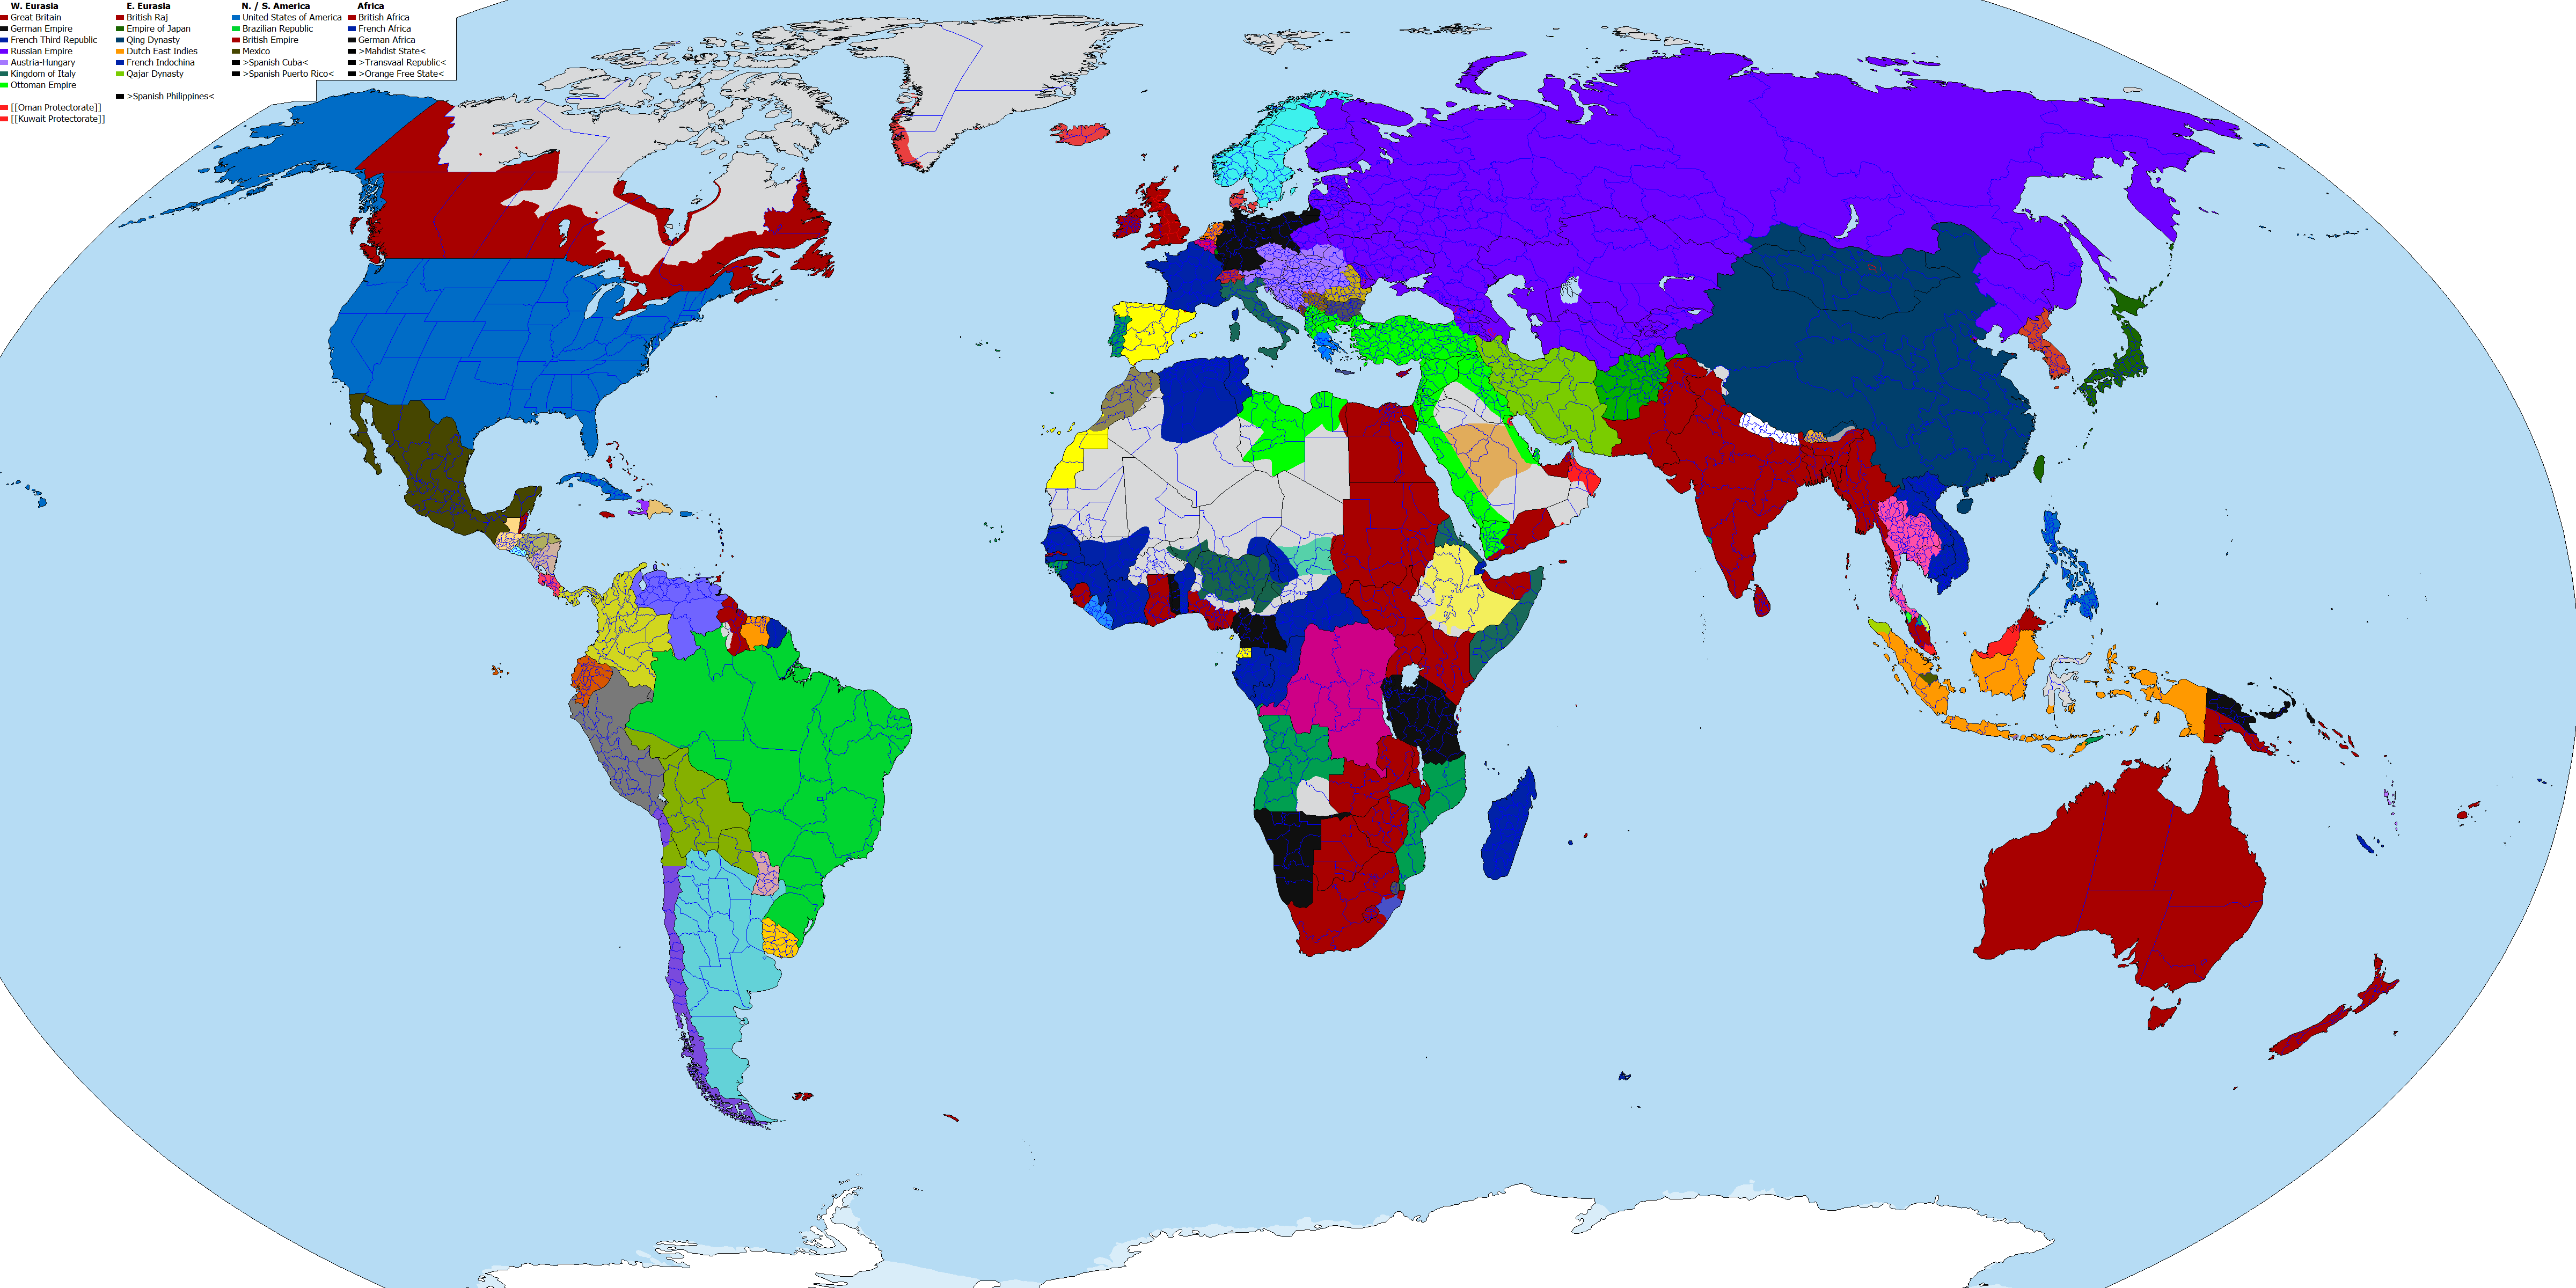 W. Eurasia
Great Britain
German Empire
French Third Republic
Russian Empire
Austria-Hungary
Kingdom of Italy
Ottoman Empire
[[Oman Protectorate]]
[[Kuwait Protectorate]]
E. Eurasia
British Raj
Empire of Japan
Qing Dynasty
Dutch East Indies
French Indochina
Qajar Dynasty
>Spanish Philippines<
N. / S. America
United States of America
Brazilian Republic
British Empire
Mexico
>Spanish Cuba<
>Spanish Puerto Rico<
Africa
British Africa
French Africa
German Africa
>Mahdist State<
>Transvaal Republic<
>Orange Free State<